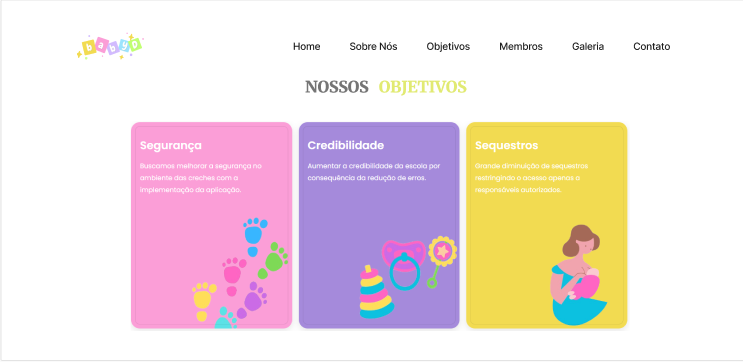 babyo
Home Sobre Nós Objetivos Membros Galeria Contato
NOSSOS OBJETIVOS
Segurança
Buscamos melhorar a segurança no
ambiente das creches com a
implementação da aplicação.
Credibilidade
Aumentar a credibilidade da escola por
consequência da redução de erros.
Sequestros
Grande diminuição de sequestros
restringindo o acesso apenas a
responsáveis autorizados.